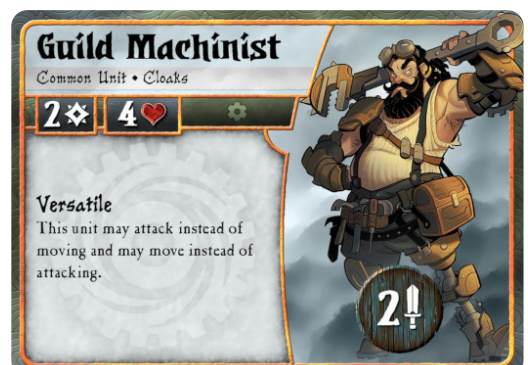 Guild Machinist
Common Unit • Cloaks
2 4
Versatile
This unit may attack instead of
moving and may move instead of
attacking.
2